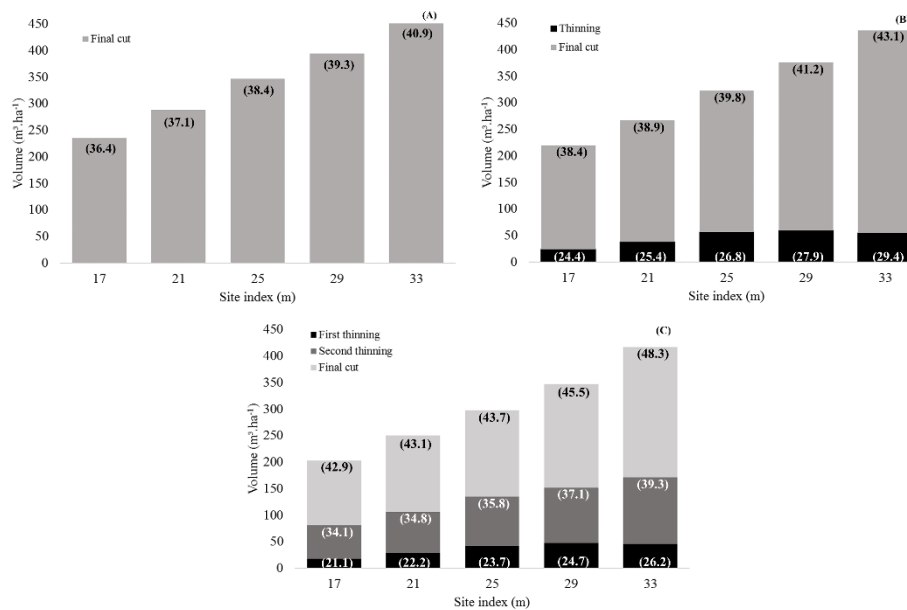 (A)
Final cut
Volume (m³.ha⁻¹)
450
400
350
300
250
200
150
100
50
0
(36.4)
(37.1)
(38.4)
(39.3)
(40.9)
17 21 25 29 33
Site index (m)
(B
Thinning
Final cut
Volume (m³.ha⁻¹)
450
400
350
300
250
200
150
100
50
0
(38.4)
(38.9)
(39.8)
(41.2)
(43.1)
(24.4) (25.4) (26.8) (27.9) (29.4)
17 21 25 29 33
Site index (m)
(C)
First thinning
Second thinning
Final cut
Volume (m³.ha⁻¹)
450
400
350
300
250
200
150
100
50
0
(42.9)
(43.1)
(43.7)
(45.5)
(48.3)
(34.1)
(34.8)
(35.8)
(37.1)
(39.3)
(21.1) (22.2) (23.7) (24.7) (26.2)
17 21 25 29 33
Site index (m)